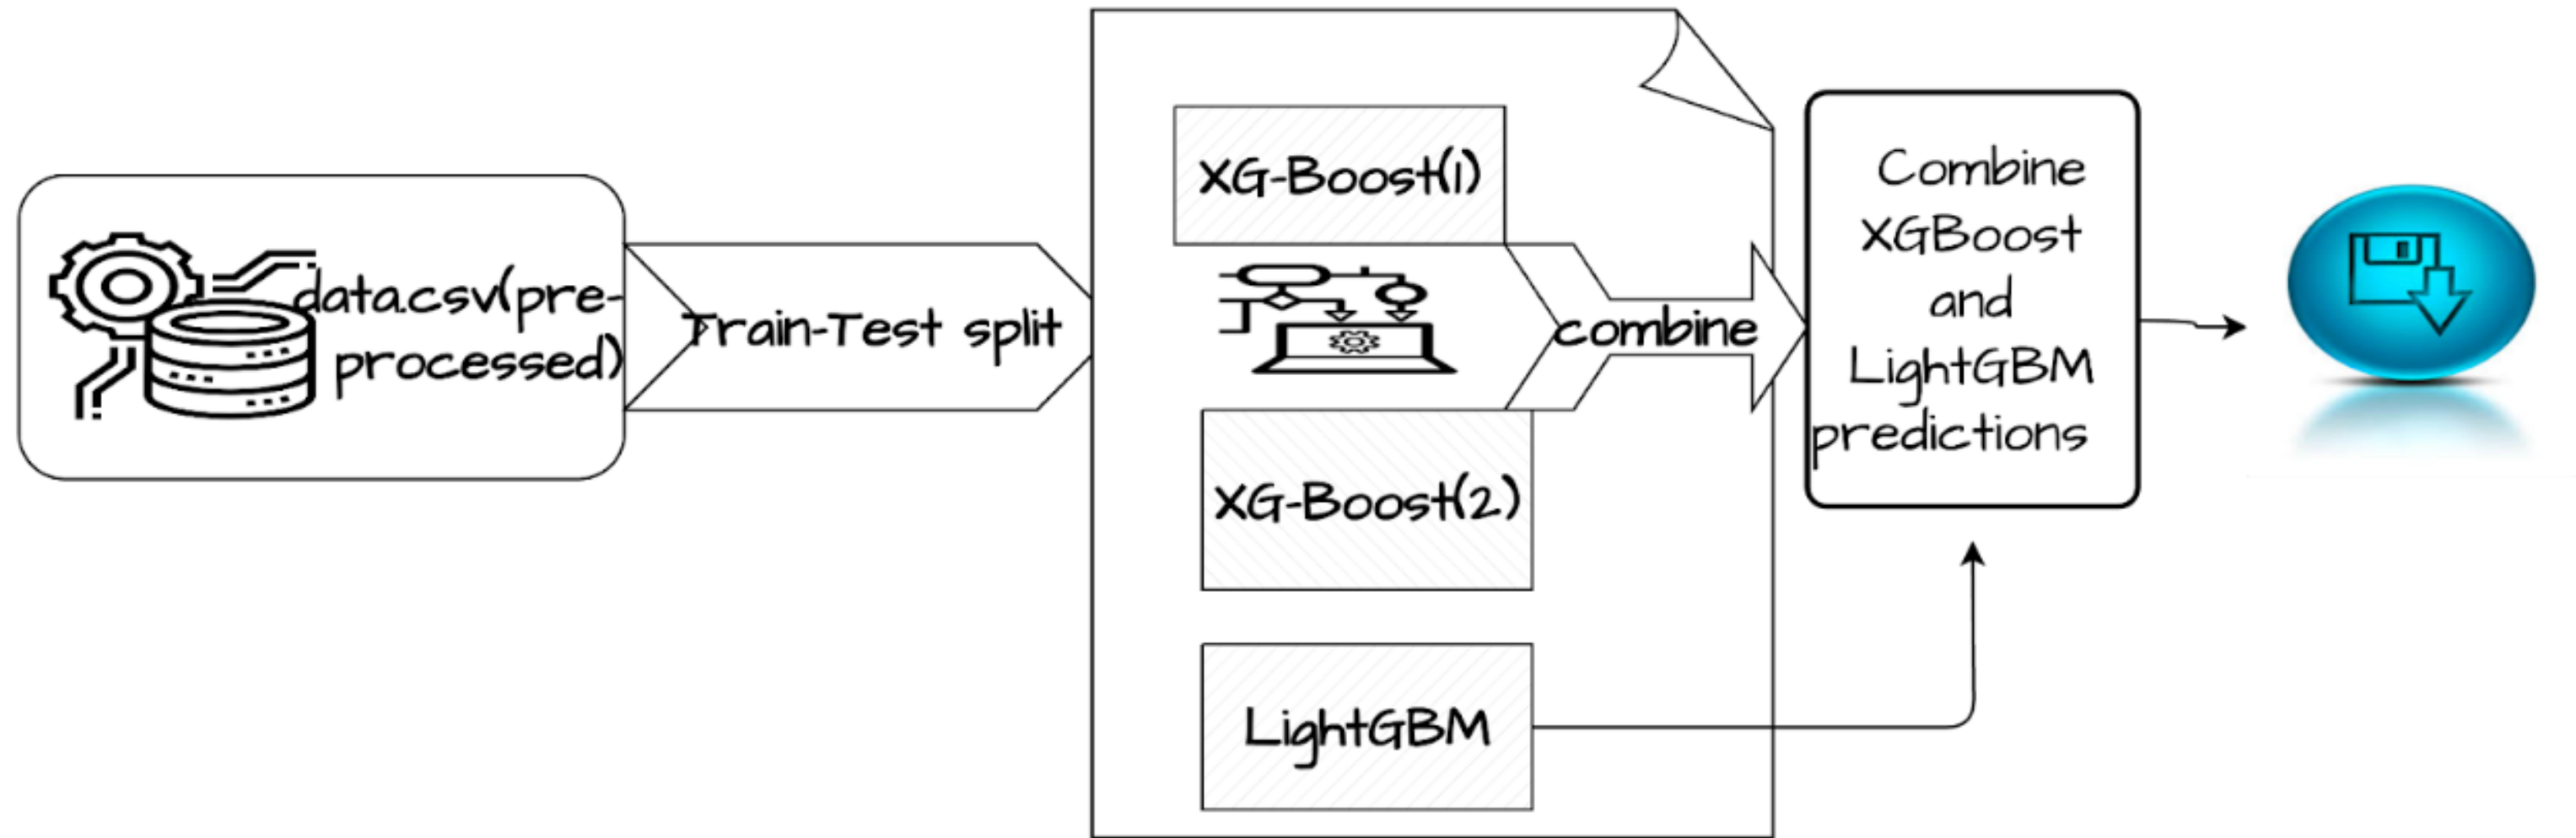 data.csv(pre-
processed)
Train-Test split
XG-Boost(1)
combine
XG-Boost(2)
LightGBM
Combine
XGBoost
and
LightGBM
predictions